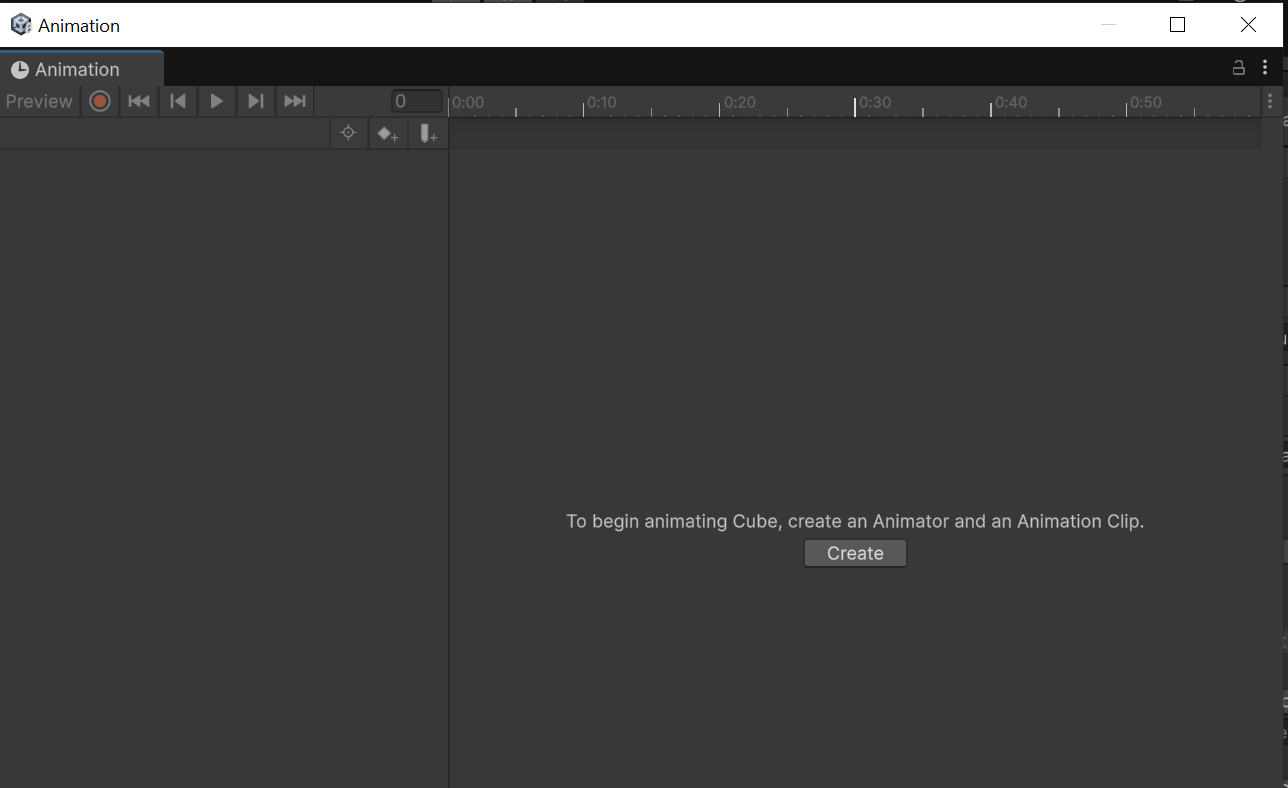 Animation
Animation
Preview 0 0:00 0:10 0:20 0:30 0:40 0:50
To begin animating Cube, create an Animator and an Animation Clip.
Create